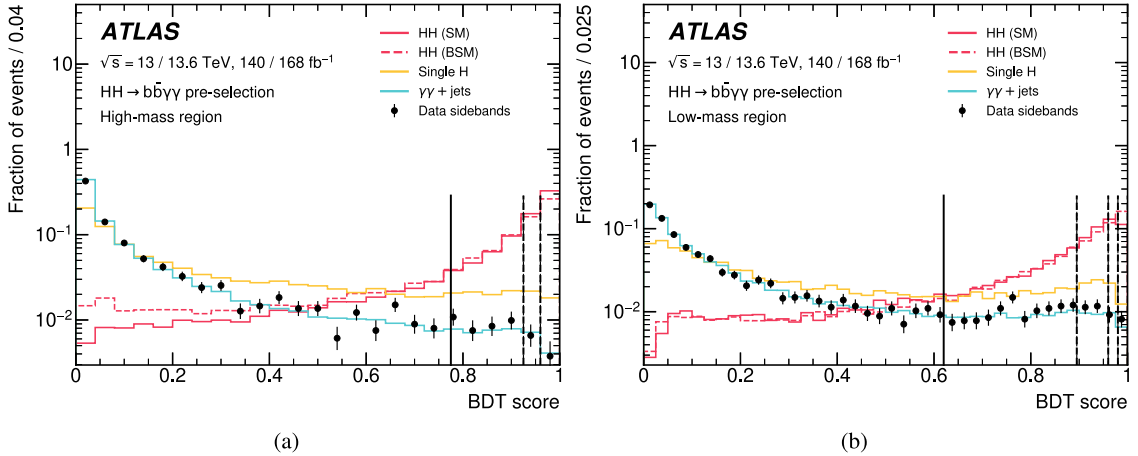 ATLAS
√s = 13 / 13.6 TeV, 140 / 168 fb⁻¹
HH → bb̄γγ pre-selection
High-mass region
HH (SM)
HH (BSM)
Single H
γγ + jets
Data sidebands
Fraction of events / 0.04
10
1
10⁻¹
10⁻²
0 0.2 0.4 0.6 0.8 1
BDT score
(a)
ATLAS
√s = 13 / 13.6 TeV, 140 / 168 fb⁻¹
HH → bb̄γγ pre-selection
Low-mass region
HH (SM)
HH (BSM)
Single H
γγ + jets
Data sidebands
Fraction of events / 0.025
10
1
10⁻¹
10⁻²
0 0.2 0.4 0.6 0.8 1
BDT score
(b)